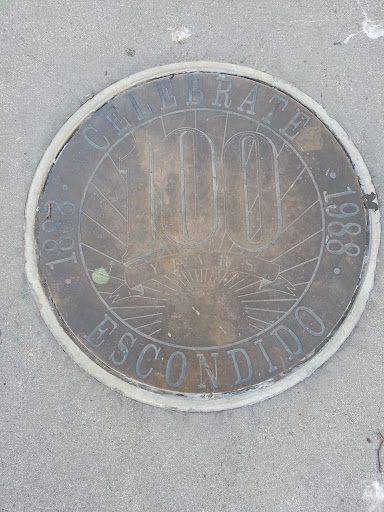 CELEBRATE
100
YEARS
1888 · 1988
ESCONDIDO